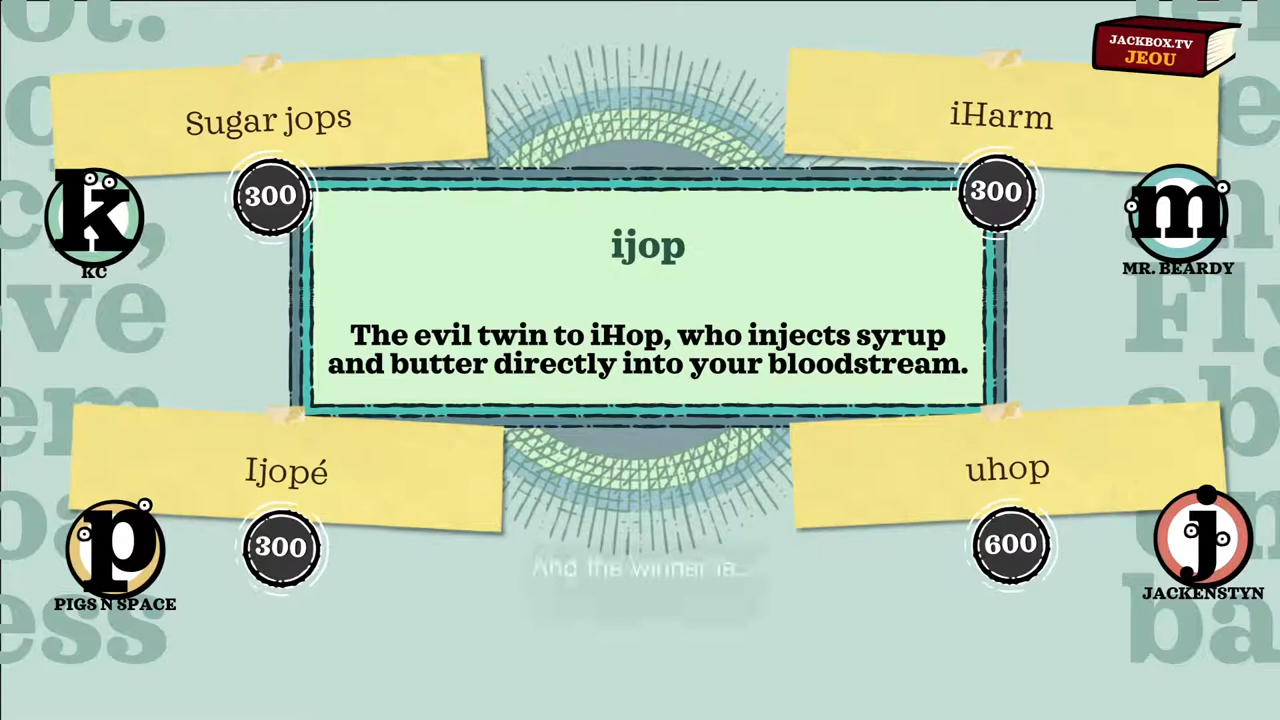 JACKBOX.TV
JEOU
Sugar jops
iHarm
300
300
KC
MR. BEARDY
ijop
The evil twin to iHop, who injects syrup
and butter directly into your bloodstream.
Ijopé
uhop
300
600
PIGS N SPACE
JACKENSTYN
And the winner is...